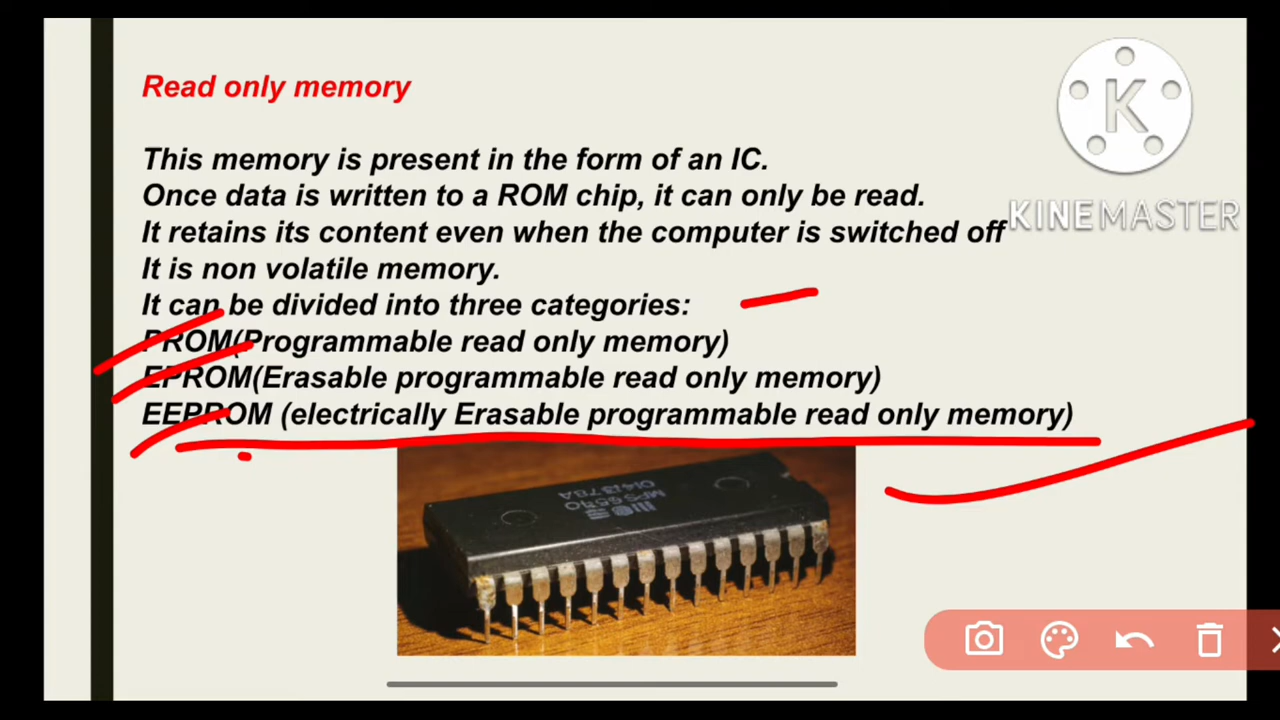 Read only memory
This memory is present in the form of an IC.
Once data is written to a ROM chip, it can only be read.
It retains its content even when the computer is switched off
It is non volatile memory.
It can be divided into three categories:
PROM(Programmable read only memory)
EPROM(Erasable programmable read only memory)
EEPROM (electrically Erasable programmable read only memory)
K
KINEMASTER